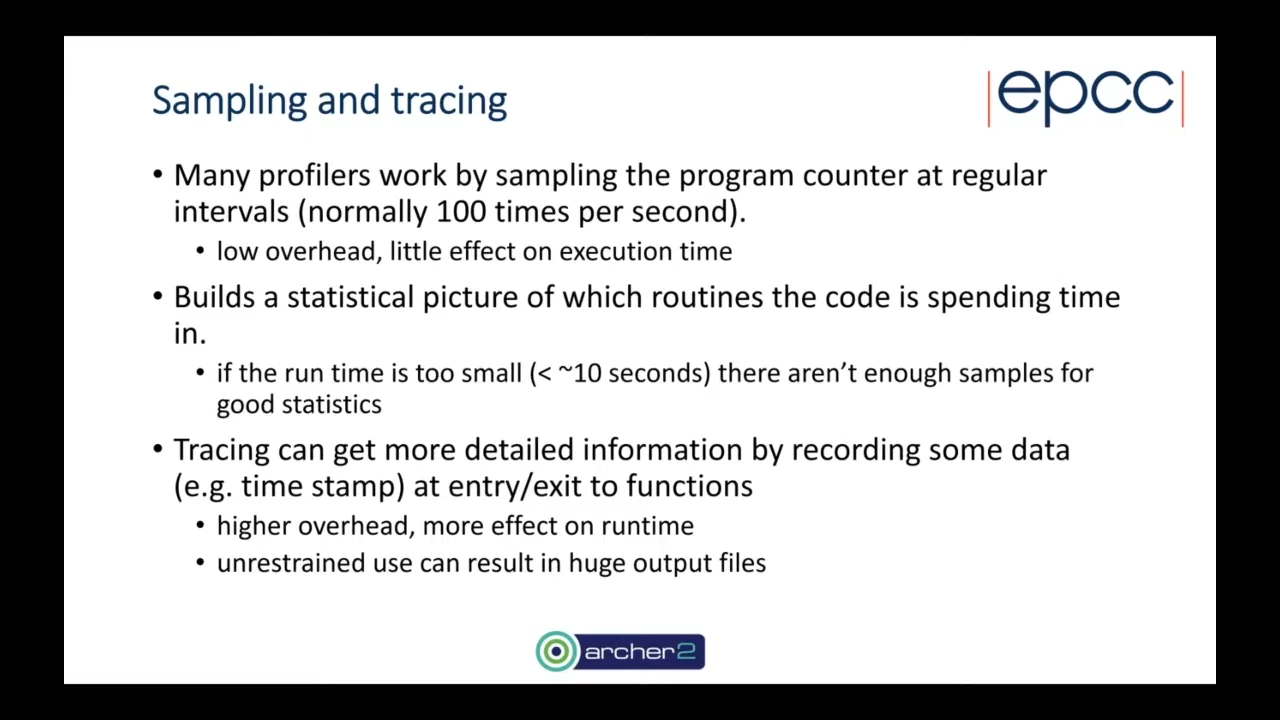 Sampling and tracing
|epcc|
• Many profilers work by sampling the program counter at regular
intervals (normally 100 times per second).
• low overhead, little effect on execution time
• Builds a statistical picture of which routines the code is spending time
in.
• if the run time is too small (< ~10 seconds) there aren’t enough samples for
good statistics
• Tracing can get more detailed information by recording some data
(e.g. time stamp) at entry/exit to functions
• higher overhead, more effect on runtime
• unrestrained use can result in huge output files
archer2